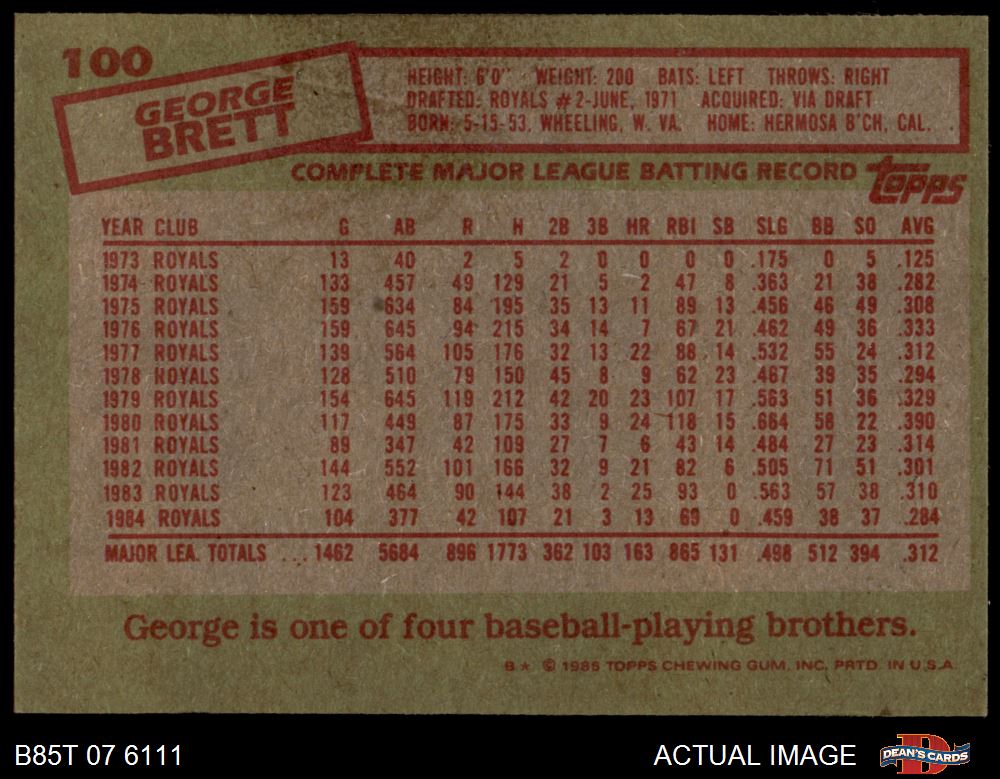 100
GEORGE
BRETT
HEIGHT: 6'0" WEIGHT: 200 BATS: LEFT THROWS: RIGHT
DRAFTED: ROYALS #2-JUNE, 1971 ACQUIRED: VIA DRAFT
BORN: 5-15-53, WHEELING, W. VA. HOME: HERMOSA B'CH, CAL.
COMPLETE MAJOR LEAGUE BATTING RECORD topps
YEAR CLUB G AB R H 2B 3B HR RBI SB SLG BB SO AVG
1973 ROYALS 13 40 2 5 2 0 0 0 0 .175 0 5 .125
1974 ROYALS 133 457 49 129 21 5 2 47 8 .363 21 38 .282
1975 ROYALS 159 634 84 195 35 13 11 89 13 .456 46 49 .308
1976 ROYALS 159 645 94 215 34 14 7 67 21 .462 49 36 .333
1977 ROYALS 139 564 105 176 32 13 22 88 14 .532 55 24 .312
1978 ROYALS 128 510 79 150 45 8 9 62 23 .467 39 35 .294
1979 ROYALS 154 645 119 212 42 20 23 107 17 .563 51 36 .329
1980 ROYALS 117 449 87 175 33 9 24 118 15 .664 58 22 .390
1981 ROYALS 89 347 42 109 27 7 6 43 14 .484 27 23 .314
1982 ROYALS 144 552 101 166 32 9 21 82 6 .505 71 51 .301
1983 ROYALS 123 464 90 144 38 2 25 93 0 .563 57 38 .310
1984 ROYALS 104 377 42 107 21 3 13 69 0 .459 38 37 .284
MAJOR LEA. TOTALS ... 1462 5684 896 1773 362 103 163 865 131 .498 512 394 .312
George is one of four baseball-playing brothers.
B★ © 1985 TOPPS CHEWING GUM, INC. PRTD. IN U.S.A.
B85T 07 6111
ACTUAL IMAGE
DEAN'S CARDS